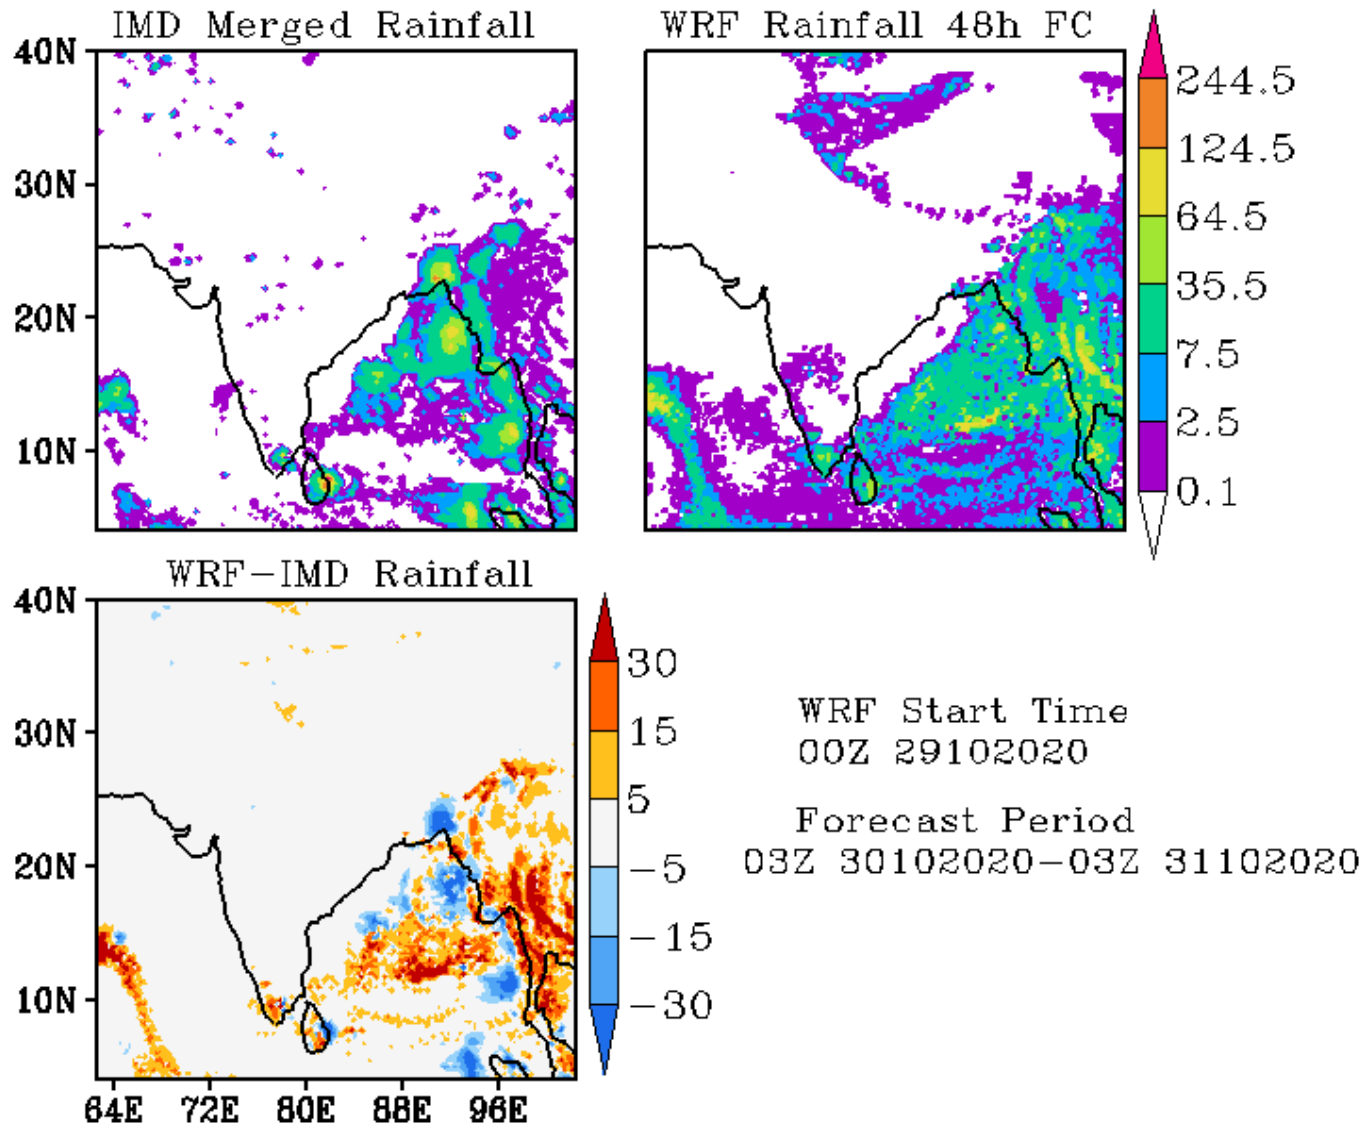 IMD Merged Rainfall
WRF Rainfall 48h FC
40N
30N
20N
10N
244.5
124.5
64.5
35.5
7.5
2.5
0.1
WRF-IMD Rainfall
40N
30N
20N
10N
64E 72E 80E 88E 96E
30
15
5
-5
-15
-30
WRF Start Time
00Z 29102020
Forecast Period
03Z 30102020-03Z 31102020